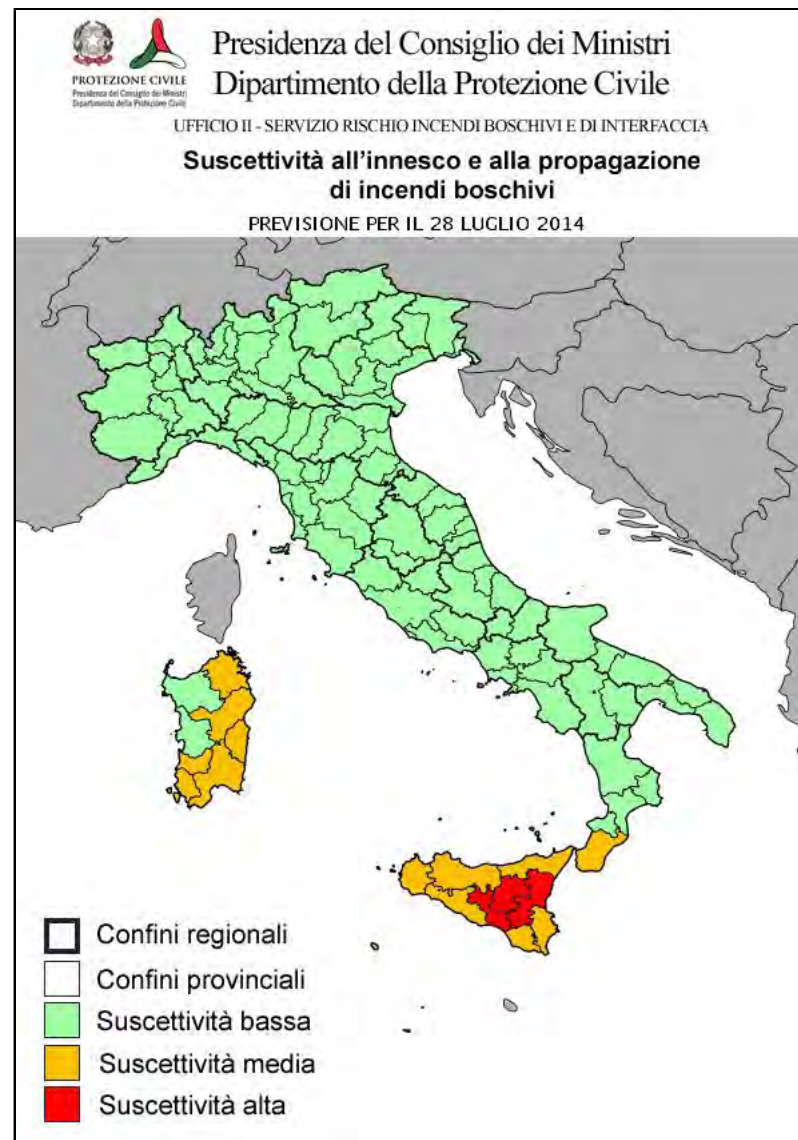 Presidenza del Consiglio dei Ministri
Dipartimento della Protezione Civile
PROTEZIONE CIVILE
Presidenza del Consiglio dei Ministri
Dipartimento della Protezione Civile
UFFICIO II - SERVIZIO RISCHIO INCENDI BOSCHIVI E DI INTERFACCIA
Suscettività all'innesco e alla propagazione
di incendi boschivi
PREVISIONE PER IL 28 LUGLIO 2014
Confini regionali
Confini provinciali
Suscettività bassa
Suscettività media
Suscettività alta